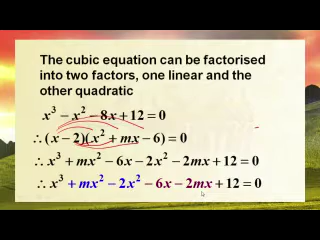 The cubic equation can be factorised
into two factors, one linear and the
other quadratic
x³ − x² − 8x + 12 = 0
∴ (x − 2)(x² + mx − 6) = 0
∴ x³ + mx² − 6x − 2x² − 2mx + 12 = 0
∴ x³ + mx² − 2x² − 6x − 2mx + 12 = 0